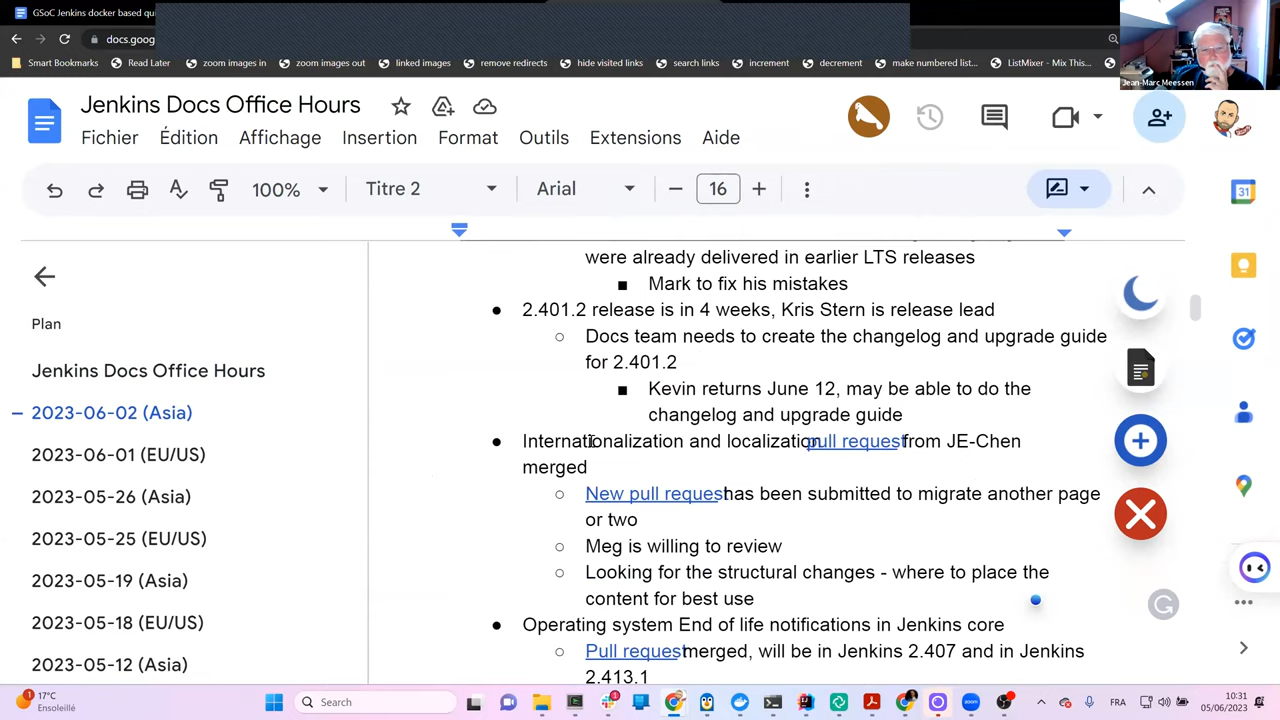 GSoC Jenkins docker based qui
docs.goog
Smart Bookmarks
Read Later
zoom images in
zoom images out
linked images
remove redirects
hide visited links
search links
increment
decrement
make numbered list...
ListMixer - Mix This...
Jean-Marc Meessen
Jenkins Docs Office Hours
Fichier Édition Affichage Insertion Format Outils Extensions Aide
100% Titre 2 Arial 16
31
Plan
Jenkins Docs Office Hours
2023-06-02 (Asia)
2023-06-01 (EU/US)
2023-05-26 (Asia)
2023-05-25 (EU/US)
2023-05-19 (Asia)
2023-05-18 (EU/US)
2023-05-12 (Asia)
were already delivered in earlier LTS releases
■ Mark to fix his mistakes
● 2.401.2 release is in 4 weeks, Kris Stern is release lead
○ Docs team needs to create the changelog and upgrade guide
for 2.401.2
■ Kevin returns June 12, may be able to do the
changelog and upgrade guide
● Internationalization and localization pull request from JE-Chen
merged
○ New pull request has been submitted to migrate another page
or two
○ Meg is willing to review
○ Looking for the structural changes - where to place the
content for best use
● Operating system End of life notifications in Jenkins core
○ Pull request merged, will be in Jenkins 2.407 and in Jenkins
2.413.1
17°C
Ensoleillé
Search
FRA
10:31
05/06/2023